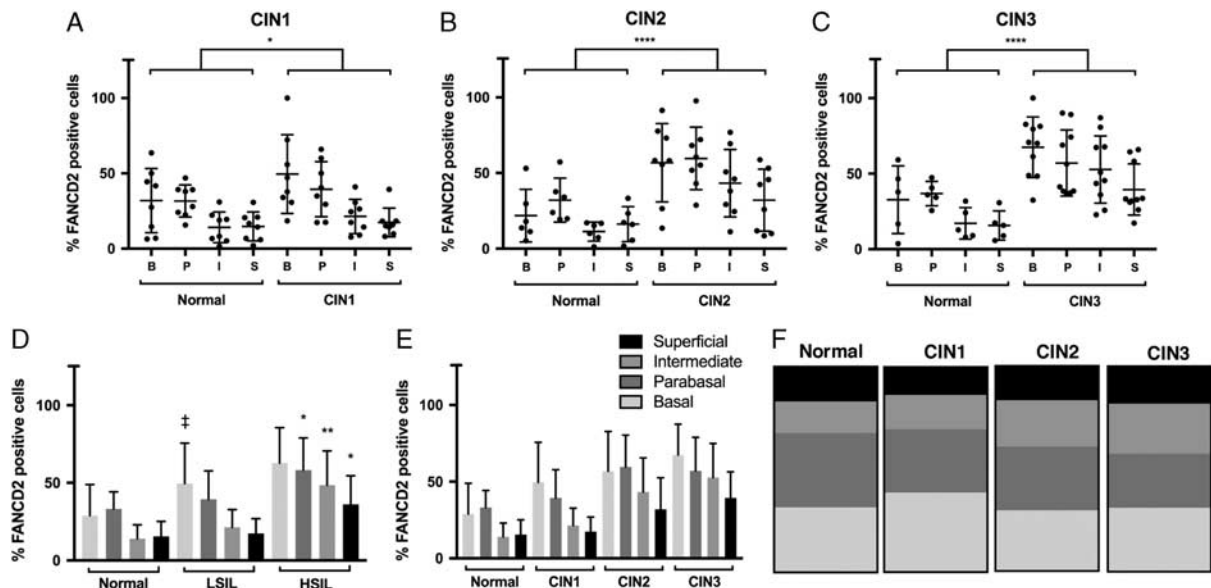 A
CIN1
*
% FANCD2 positive cells
100
50
0
B P I S B P I S
Normal CIN1
B
CIN2
****
% FANCD2 positive cells
100
50
0
B P I S B P I S
Normal CIN2
C
CIN3
****
% FANCD2 positive cells
100
50
0
B P I S B P I S
Normal CIN3
D
% FANCD2 positive cells
100
50
0
‡
* ** *
Normal LSIL HSIL
E
% FANCD2 positive cells
100
50
0
Superficial
Intermediate
Parabasal
Basal
Normal CIN1 CIN2 CIN3
F
Normal CIN1 CIN2 CIN3